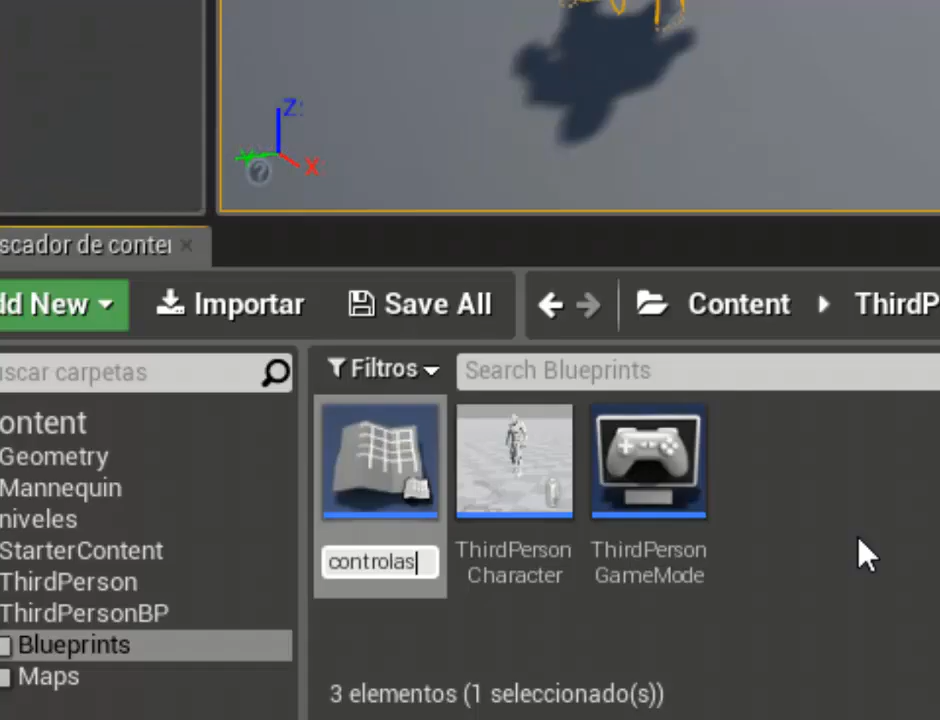 Z
X
scador de conte
dd New
Importar
Save All
Content
ThirdP
uscar carpetas
Filtros
Search Blueprints
ontent
Geometry
Mannequin
niveles
StarterContent
ThirdPerson
ThirdPersonBP
Blueprints
Maps
controlas
ThirdPerson
Character
ThirdPerson
GameMode
3 elementos (1 seleccionado(s))